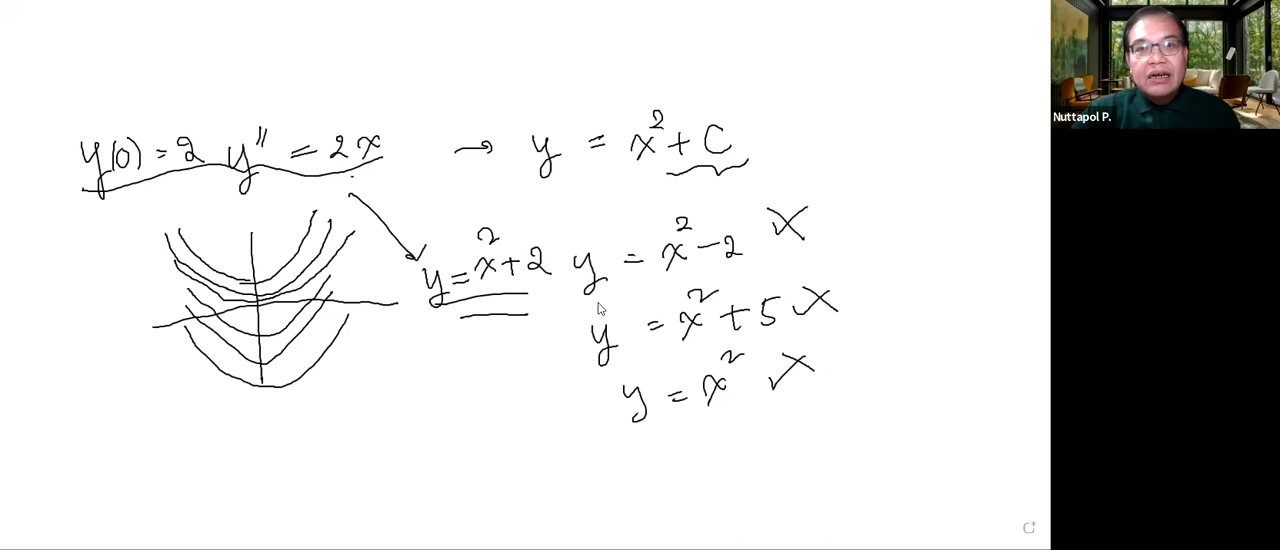 y(0) = 2 y'' = 2x → y = x² + C
y = x² + 2
y = x² - 2 ✗
y = x² + 5 ✗
y = x² ✗
Nuttapol P.